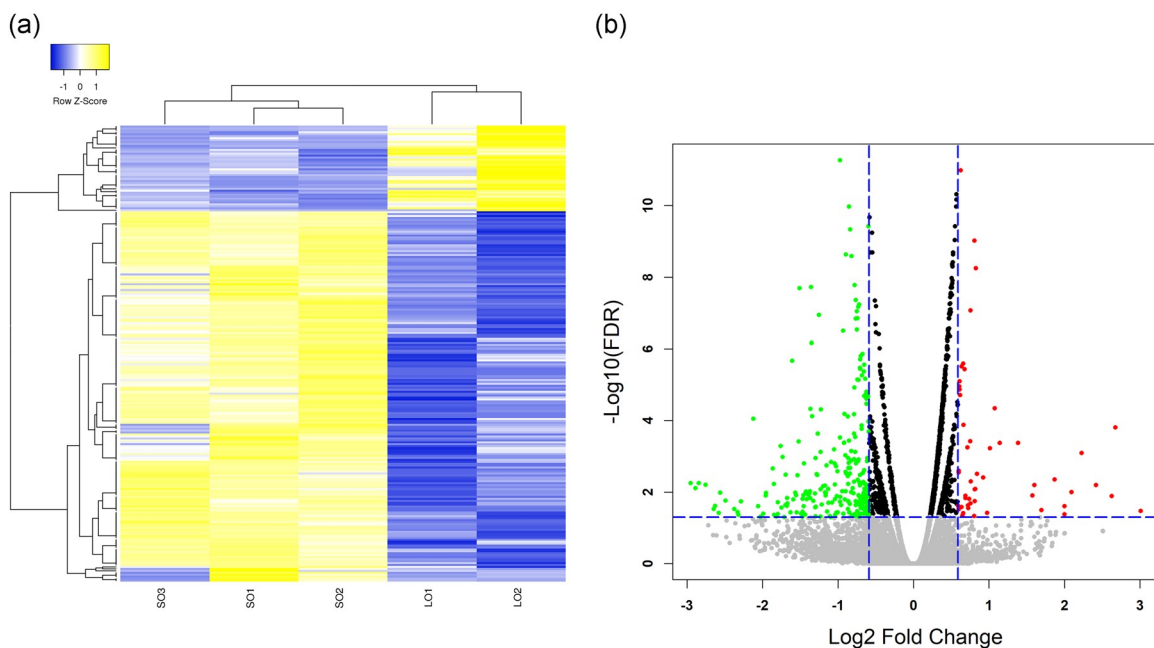 (a)
-1 0 1
Row Z-Score
SO3 SO1 SO2 LO1 LO2
(b)
-Log10(FDR)
10
8
6
4
2
0
-3 -2 -1 0 1 2 3
Log2 Fold Change